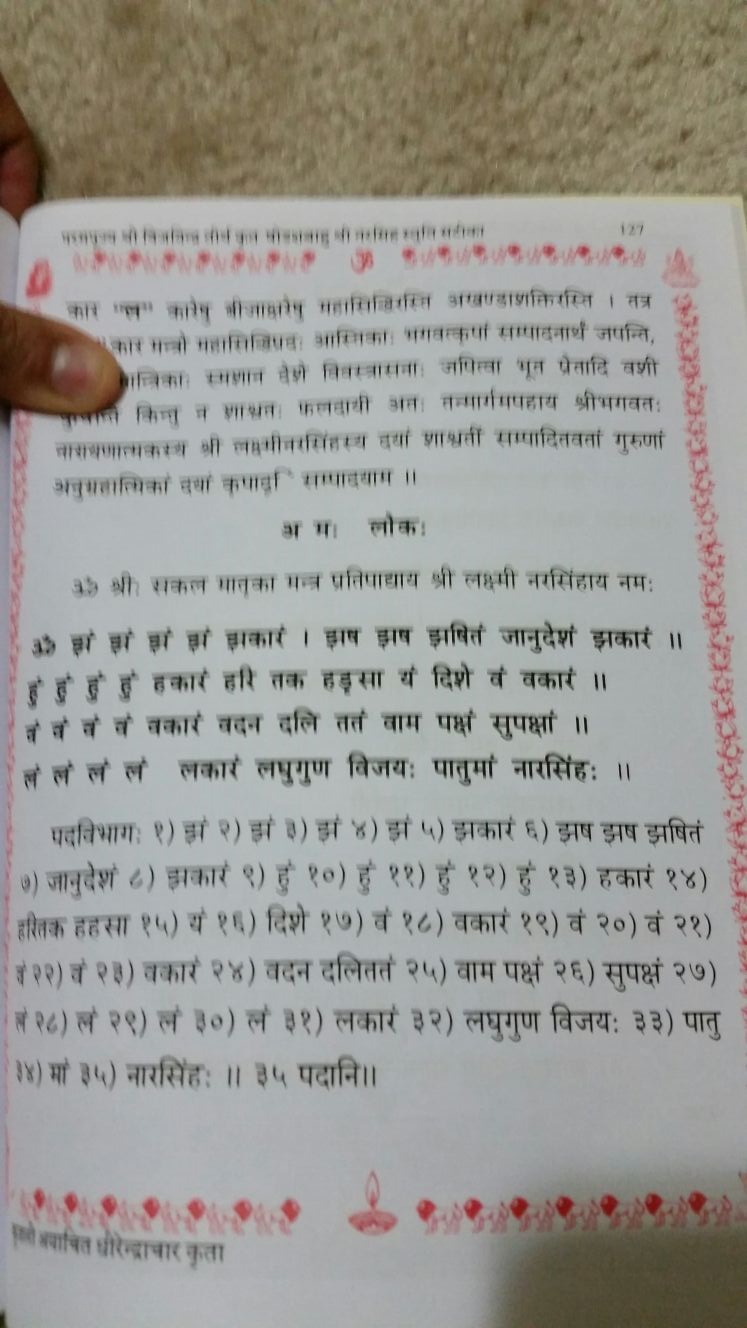 परमपूज्य श्री विजयीन्द्र तीर्थ कृत षोडशबाहु श्री नरसिंह स्तुति सटीका 127
ॐ
कार "ल" कारेषु बीजाक्षरेषु महासिद्धिरस्ति अखण्डाशक्तिरस्ति । तत्र
कार मन्त्रो महासिद्धिप्रदः आस्तिकाः भगवत्कृपां सम्पादनार्थं जपन्ति,
न्त्रिकाः स्मशान देशे विवस्त्रासनाः जपित्वा भूत प्रेतादि वशी
किन्तु न शाश्वतः फलदायी अतः तन्मार्गमपहाय श्रीभगवतः
नारायणात्मकस्य श्री लक्ष्मीनरसिंहस्य दयां शाश्वतीं सम्पादितवतां गुरुणां
अनुग्रहात्मिकां दयां सम्पादयाम ॥
लोकः
ॐ श्रीः सकल मातृका मन्त्र प्रतिपाद्याय श्री लक्ष्मी नरसिंहाय नमः
ॐ झं झं झं झं झकारं । झष झष झषितं जानुदेशं झकारं ॥
हुं हुं हुं हुं हकारं हरि तक हड्सा यं दिशे वं वकारं ॥
वं वं वं वं वकारं वदन दलि ततं वाम पक्षं सुपक्षां ॥
लं लं लं लं लकारं लघुगुण विजयः पातुमां नारसिंहः ॥
पदविभागः १) झं २) झं ३) झं ४) झं ५) झकारं ६) झष झष झषितं
७) जानुदेशं ८) झकारं ९) हुं १०) हुं ११) हुं १२) हुं १३) हकारं १४)
हरितक हहसा १५) यं १६) दिशे १७) वं १८) वकारं १९) वं २०) वं २१)
वं २२) वं २३) वकारं २४) वदन दलिततं २५) वाम पक्षं २६) सुपक्षं २७)
लं २८) लं २९) लं ३०) लं ३१) लकारं ३२) लघुगुण विजयः ३३) पातु
३४) मां ३५) नारसिंहः ॥ ३५ पदानि॥
धीरेन्द्राचार कृता